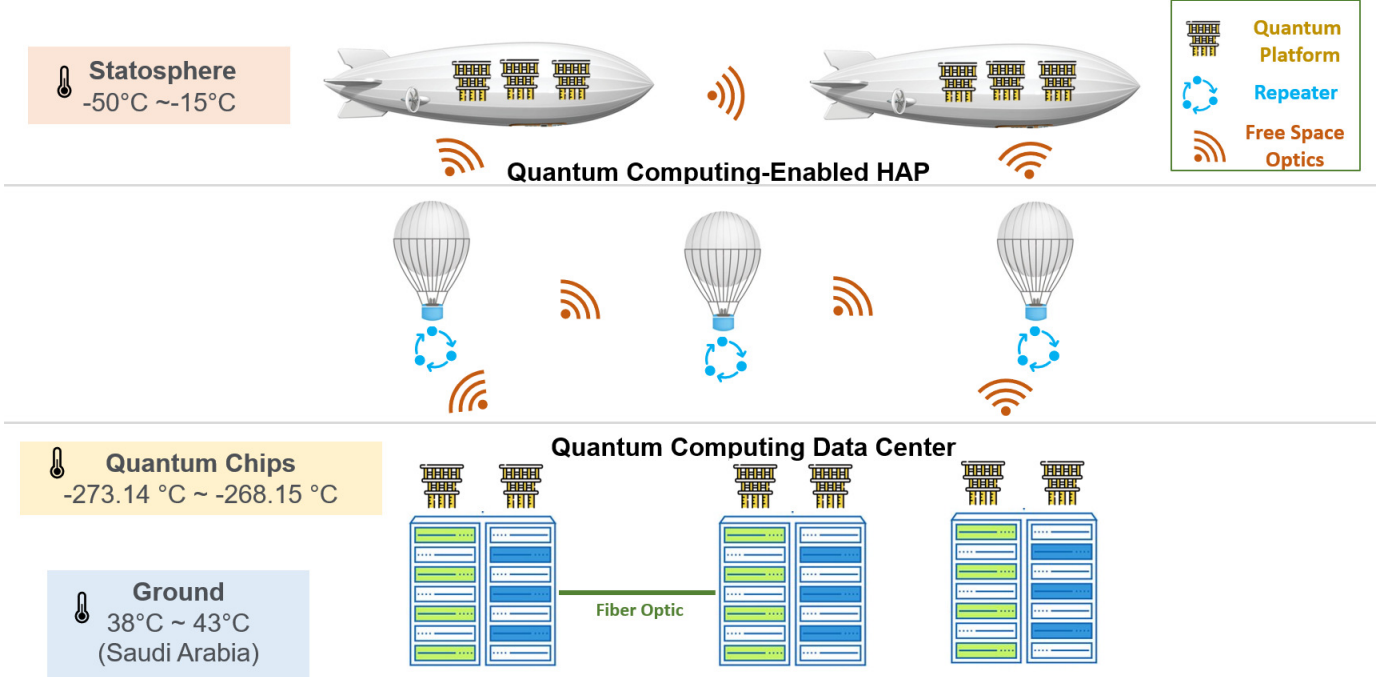 Statosphere
-50°C ~-15°C
Quantum
Platform
Repeater
Free Space
Optics
Quantum Computing-Enabled HAP
Quantum Computing Data Center
Quantum Chips
-273.14 °C ~ -268.15 °C
Ground
38°C ~ 43°C
(Saudi Arabia)
Fiber Optic